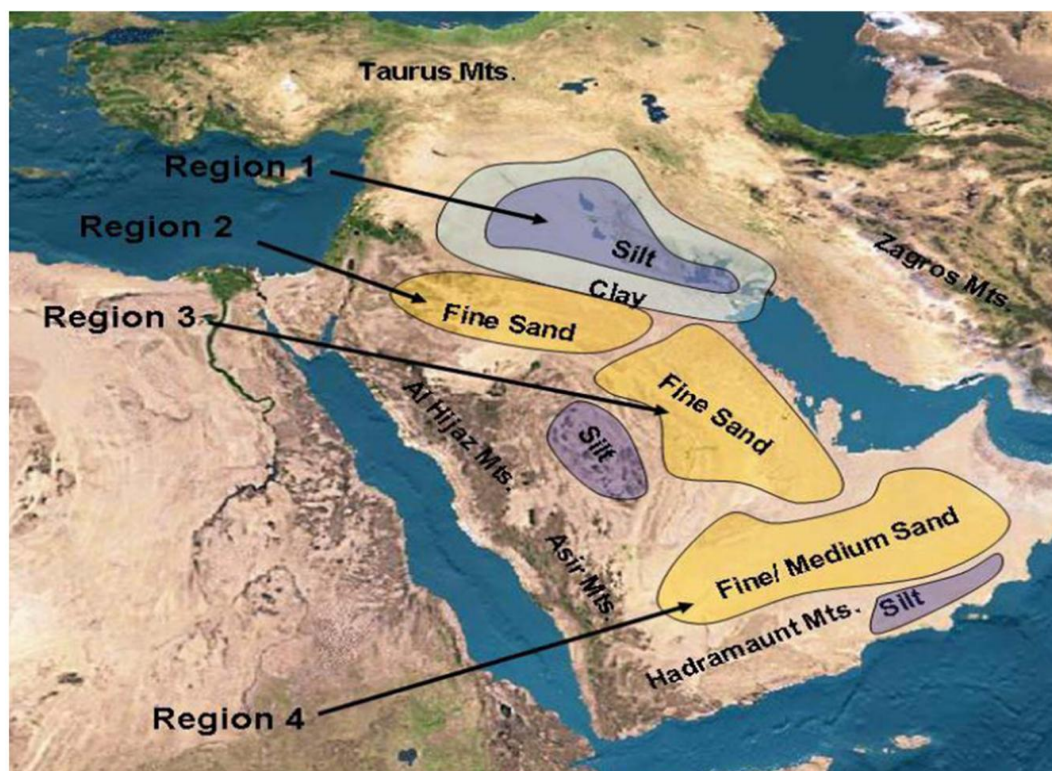 Taurus Mts.
Region 1
Region 2
Silt
Zagros Mts.
Clay
Region 3
Fine Sand
Fine Sand
Al Hijaz Mts.
Silt
Asir Mts.
Fine/ Medium Sand
Silt
Hadramaunt Mts.
Region 4